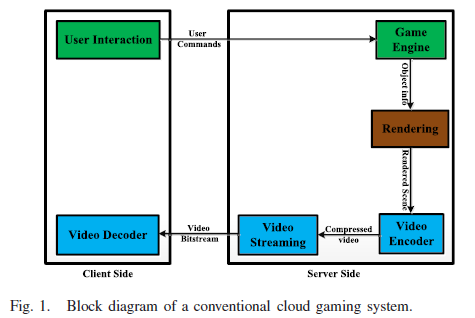 User Interaction
User
Commands
Game
Engine
Object info
Rendering
Rendered Scene
Video Decoder
Video
Bitstream
Video
Streaming
Compressed
video
Video
Encoder
Client Side
Server Side
Fig. 1. Block diagram of a conventional cloud gaming system.